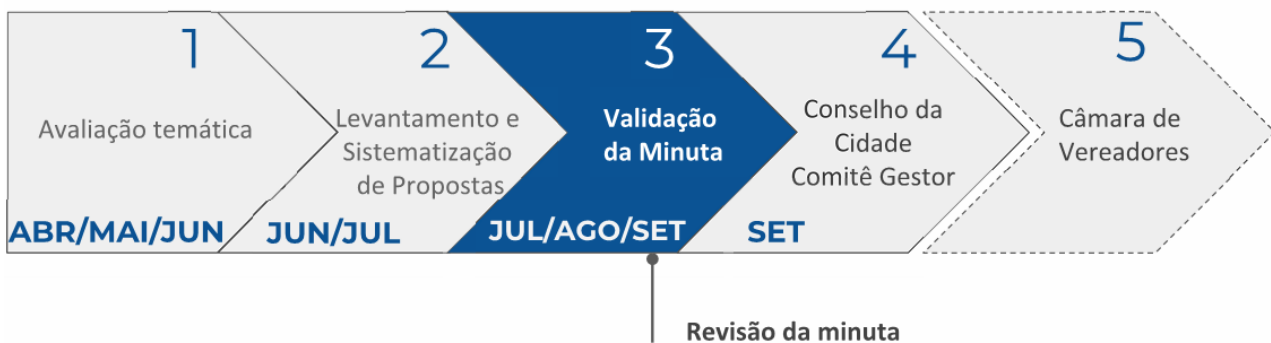 1
Avaliação temática
ABR/MAI/JUN
2
Levantamento e
Sistematização
de Propostas
JUN/JUL
3
Validação
da Minuta
JUL/AGO/SET
4
Conselho da
Cidade
Comitê Gestor
SET
5
Câmara de
Vereadores
Revisão da minuta